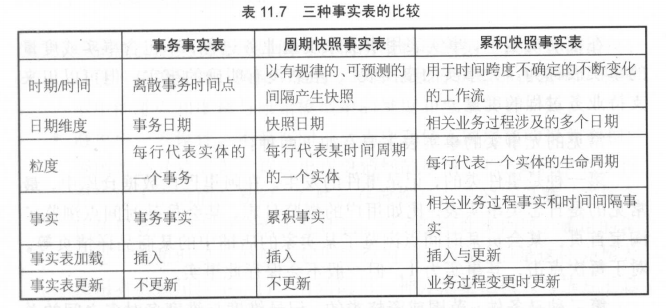 表 11.7 三种事实表的比较
事务事实表 周期快照事实表 累积快照事实表
时期/时间 离散事务时间点 以有规律的、可预测的
间隔产生快照 用于时间跨度不确定的不断变化
的工作流
日期维度 事务日期 快照日期 相关业务过程涉及的多个日期
粒度 每行代表实体的
一个事务 每行代表某时间周期
的一个实体 每行代表一个实体的生命周期
事实 事务事实 累积事实 相关业务过程事实和时间间隔事
实
事实表加载 插入 插入 插入与更新
事实表更新 不更新 不更新 业务过程变更时更新